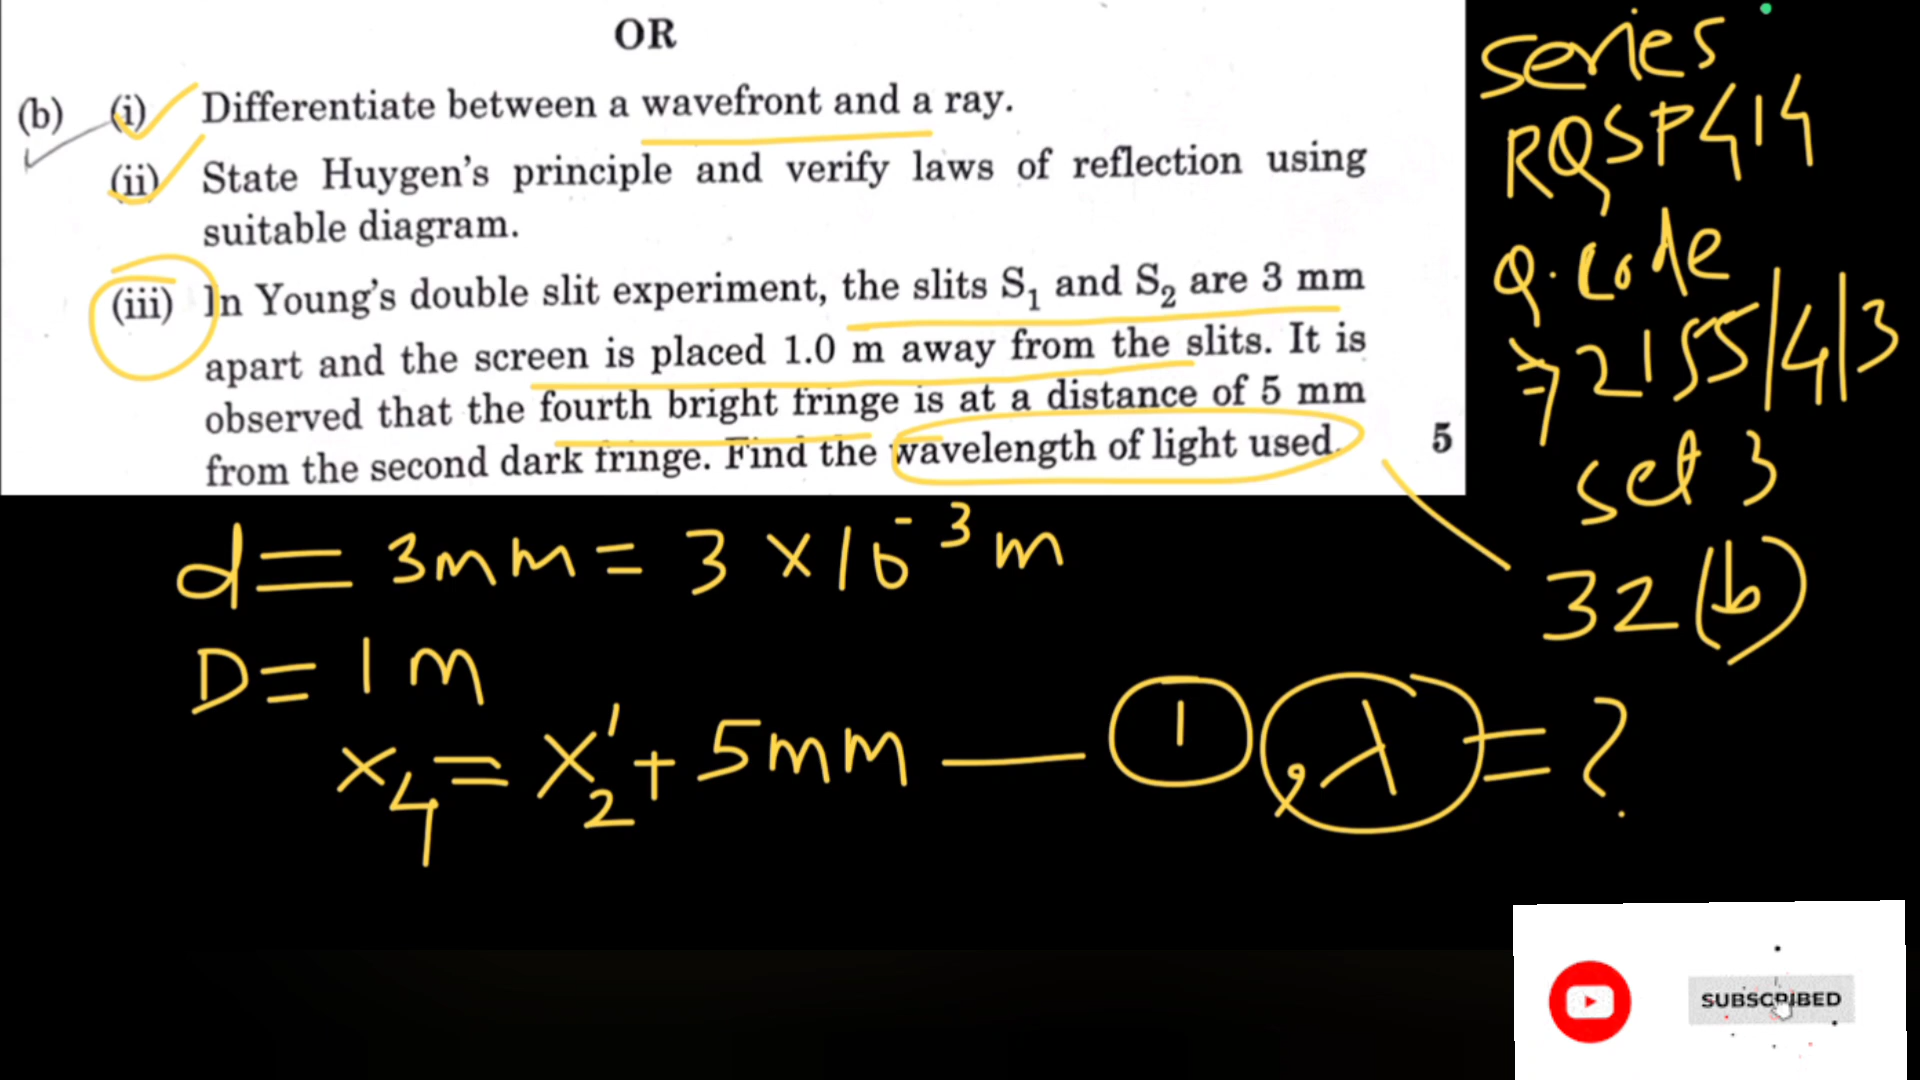 OR
(b) (i) Differentiate between a wavefront and a ray.
(ii) State Huygen's principle and verify laws of reflection using
suitable diagram.
(iii) In Young's double slit experiment, the slits S₁ and S₂ are 3 mm
apart and the screen is placed 1.0 m away from the slits. It is
observed that the fourth bright fringe is at a distance of 5 mm
from the second dark fringe. Find the wavelength of light used. 5
series
RQSP414
Q. Code
⇒ 2155/4/3
set 3
32 (b)
d = 3mm = 3 × 10⁻³ m
D = 1 m
x₄ = x₂' + 5mm — 1, λ = ?
SUBSCRIBED